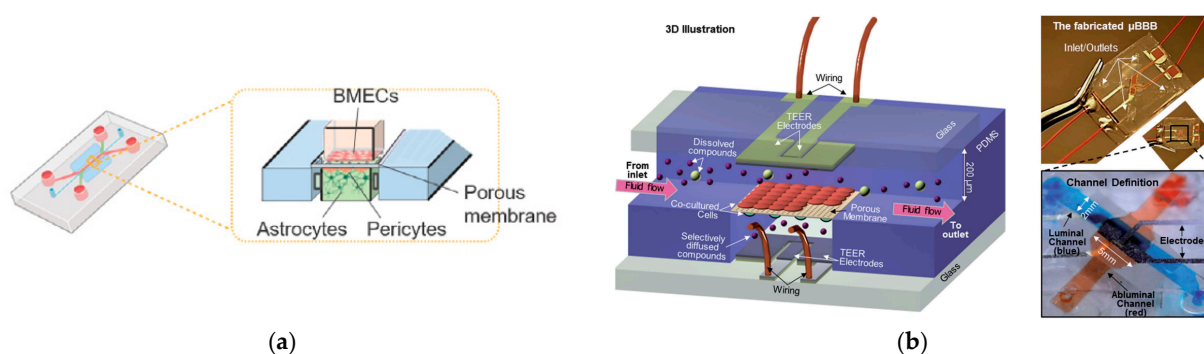 BMECs
Astrocytes
Pericytes
Porous
membrane
(a)
3D Illustration
Wiring
TEER
Electrodes
Glass
PDMS
Dissolved
compounds
200 µm
From
inlet
Fluid flow
Co-cultured
Cells
Porous
Membrane
Fluid flow
To
outlet
Selectively
diffused
compounds
TEER
Electrodes
Wiring
Glass
The fabricated µBBB
Inlet/Outlets
Channel Definition
2mm
Luminal
Channel
(blue)
5mm
Electrode
Abluminal
Channel
(red)
(b)